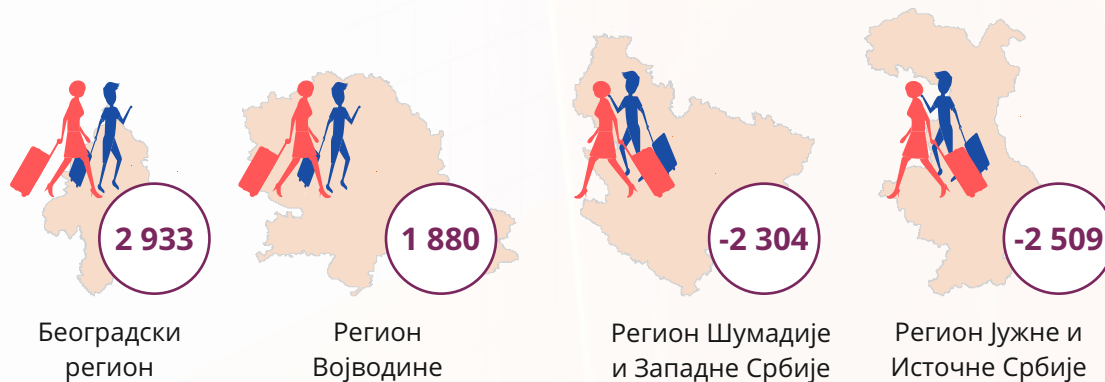 2 933
1 880
-2 304
-2 509
Београдски
регион
Регион
Војводине
Регион Шумадије
и Западне Србије
Регион Јужне и
Источне Србије